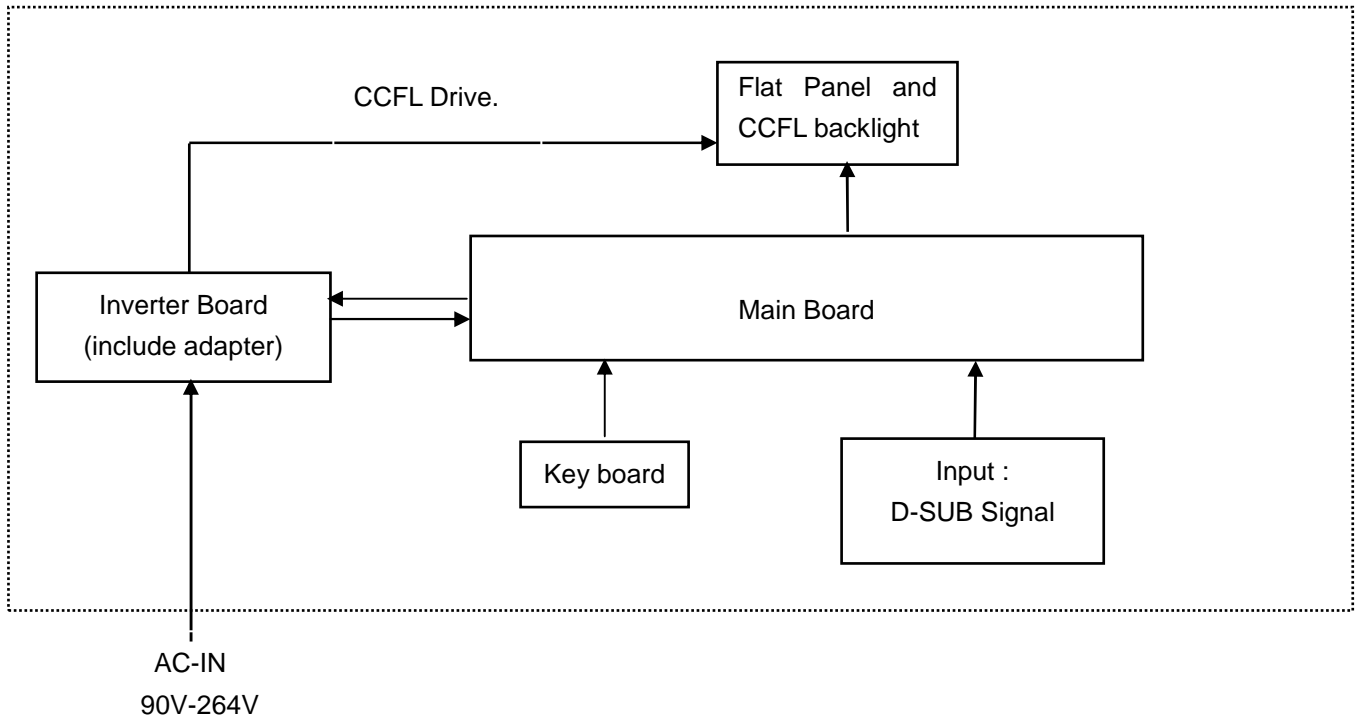 CCFL Drive.
Flat Panel and
CCFL backlight
Inverter Board
(include adapter)
Main Board
Key board
Input :
D-SUB Signal
AC-IN
90V-264V